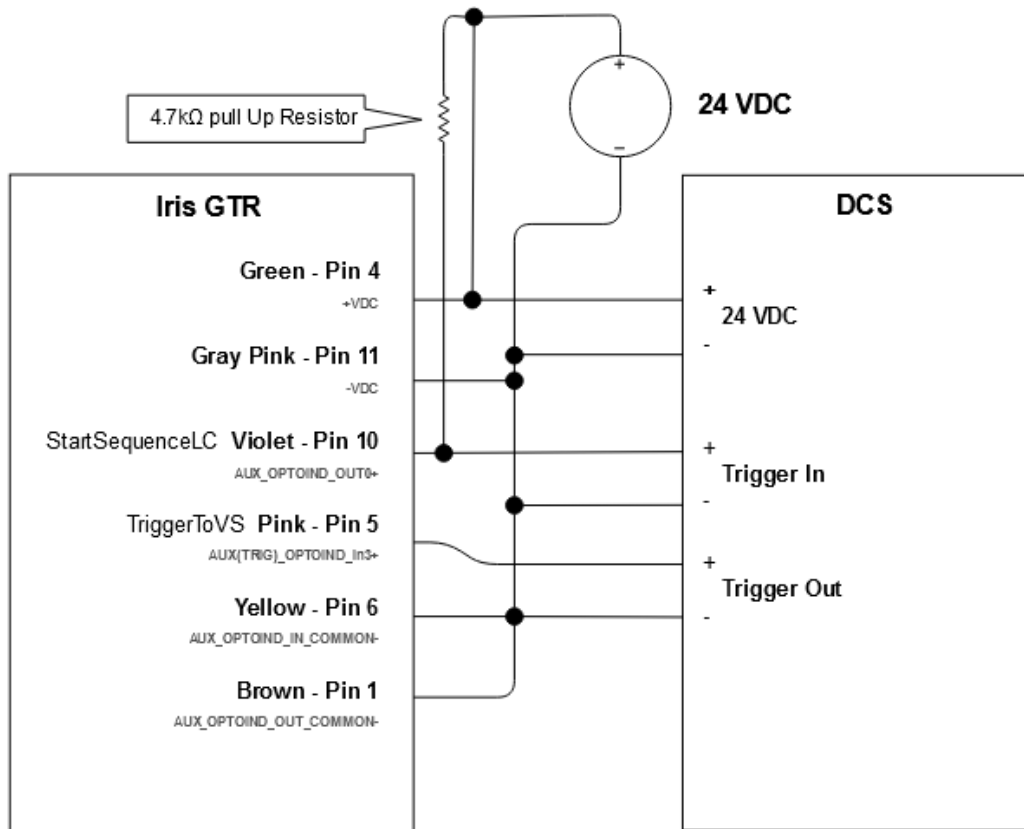 24 VDC
4.7kΩ pull Up Resistor
Iris GTR
Green - Pin 4
+VDC
Gray Pink - Pin 11
-VDC
StartSequenceLC Violet - Pin 10
AUX_OPTOIND_OUT0+
TriggerToVS Pink - Pin 5
AUX(TRIG)_OPTOIND_In3+
Yellow - Pin 6
AUX_OPTOIND_IN_COMMON-
Brown - Pin 1
AUX_OPTOIND_OUT_COMMON-
DCS
+
24 VDC
-
+
Trigger In
-
+
Trigger Out
-